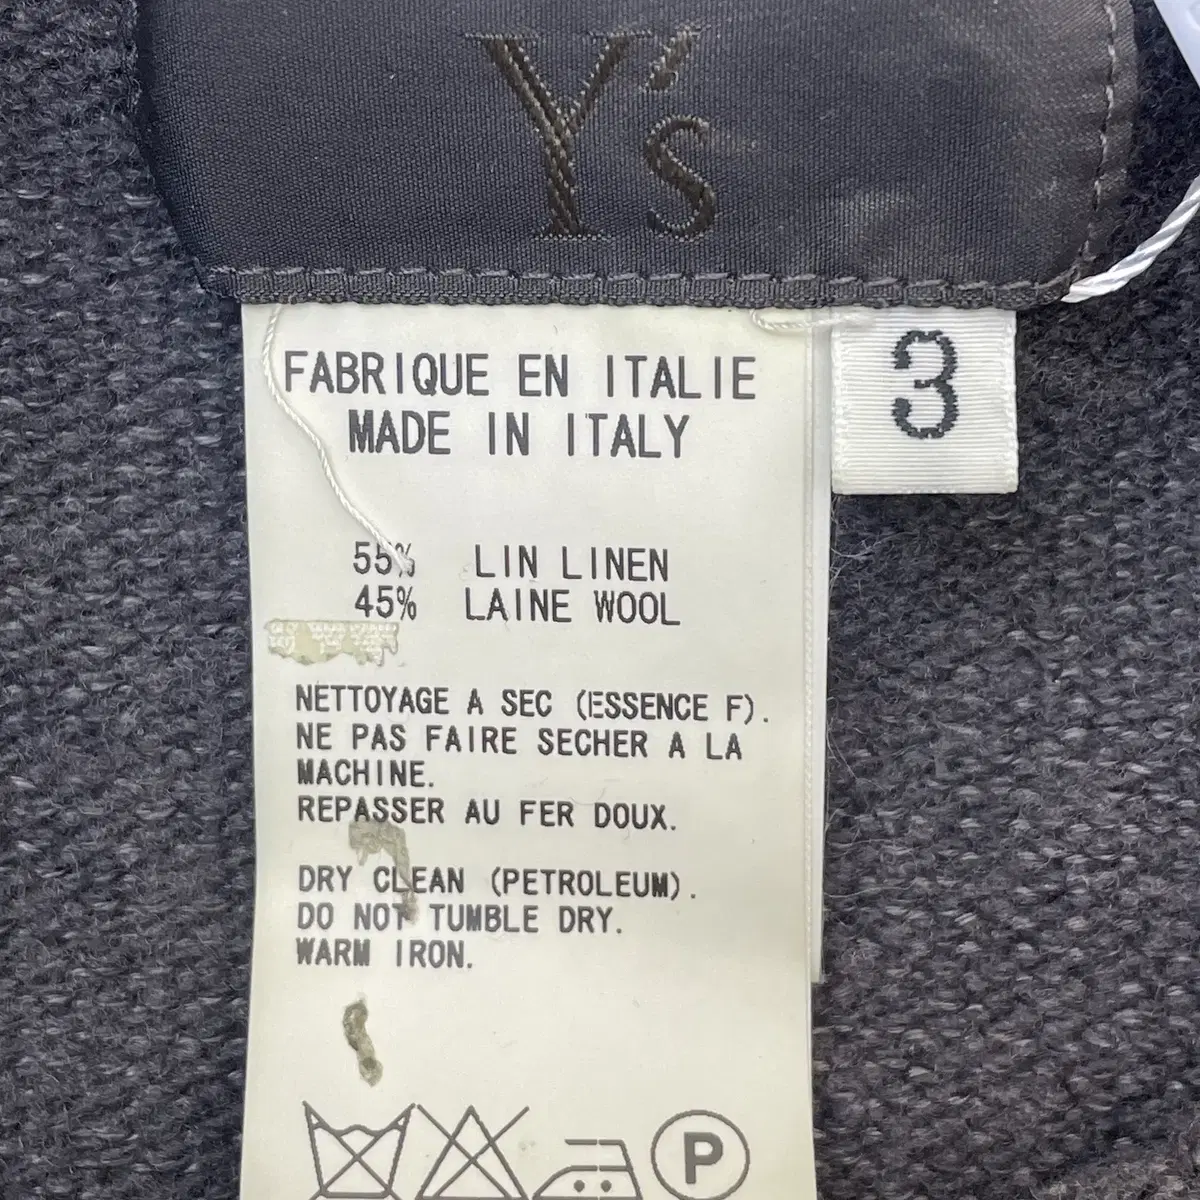 Y's
3
FABRIQUE EN ITALIE
MADE IN ITALY
55% LIN LINEN
45% LAINE WOOL
NETTOYAGE A SEC (ESSENCE F).
NE PAS FAIRE SECHER A LA
MACHINE.
REPASSER AU FER DOUX.
DRY CLEAN (PETROLEUM).
DO NOT TUMBLE DRY.
WARM IRON.
P